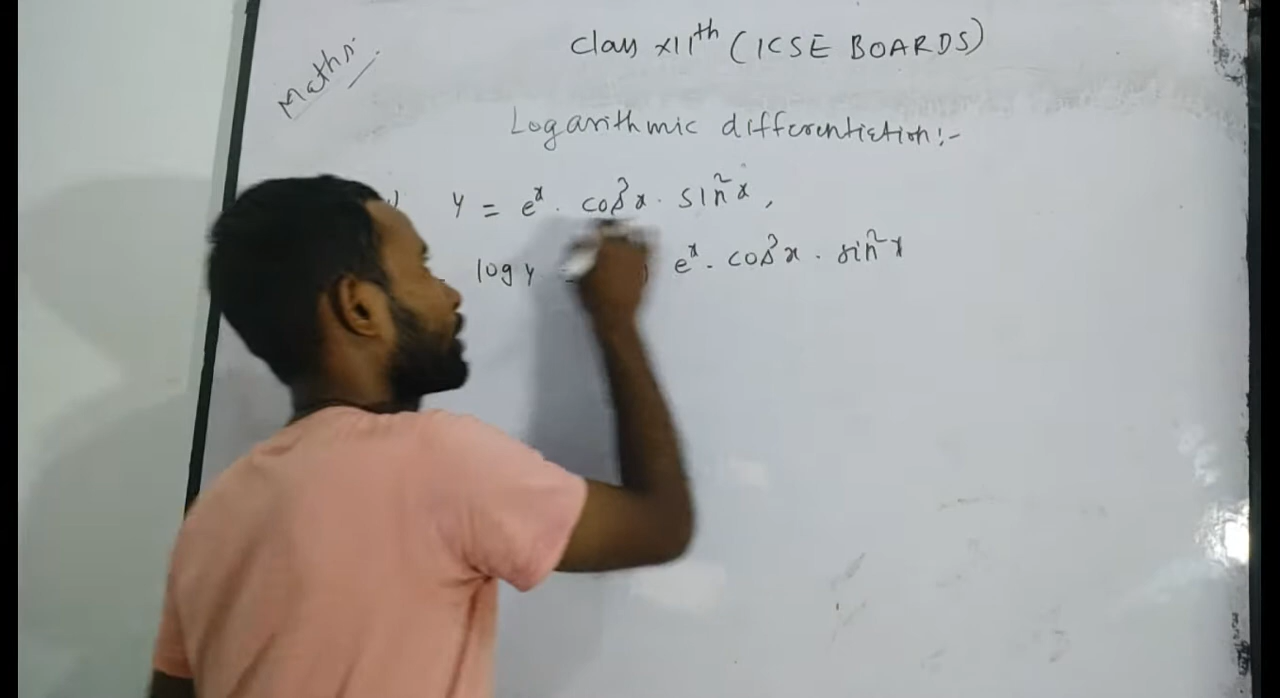 Maths:
Class XIIth (ICSE BOARDS)
Logarithmic differentiation:-
y = e^x . cos³x . sin²x,
log y = e^x . cos³x . sin²x